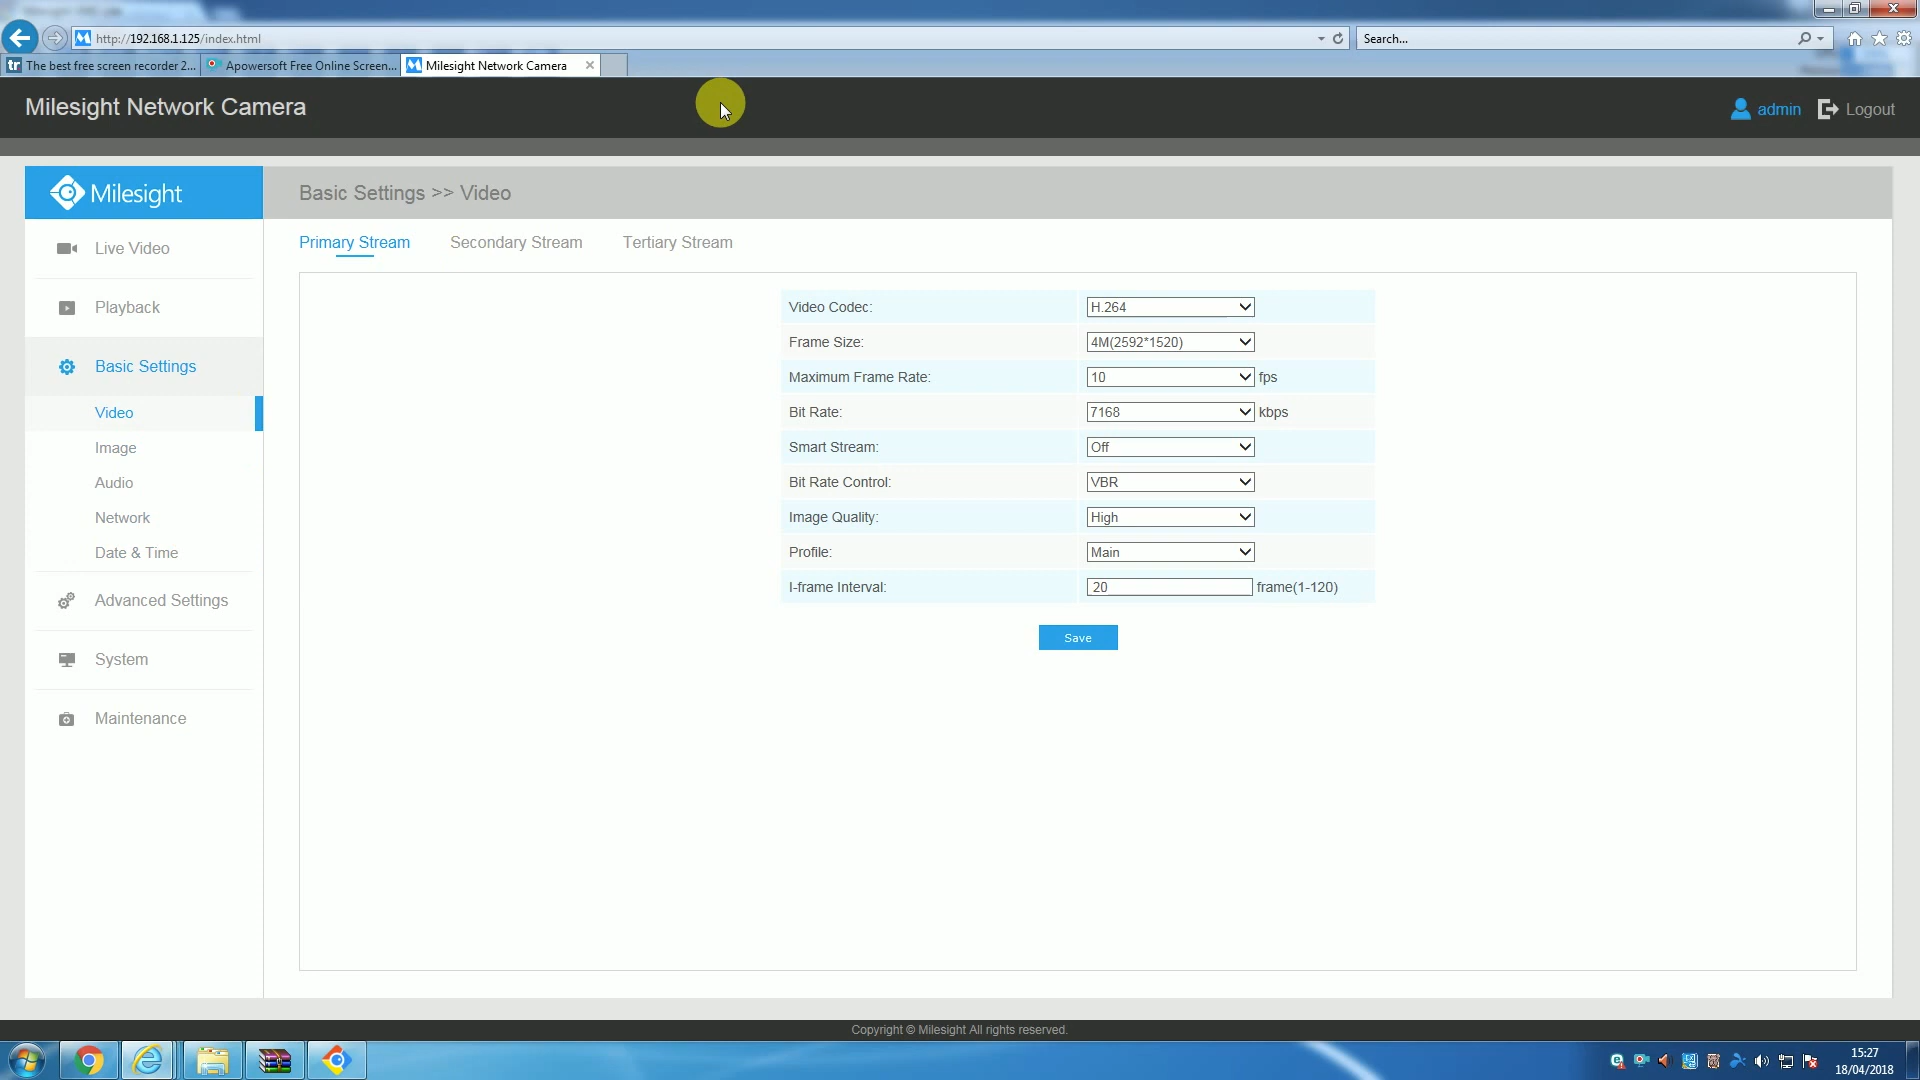 http://192.168.1.125/index.html
Search...
The best free screen recorder 2...
Apowersoft Free Online Screen...
Milesight Network Camera
Milesight Network Camera
admin
Logout
Milesight
Basic Settings >> Video
Live Video
Playback
Basic Settings
Video
Image
Audio
Network
Date & Time
Advanced Settings
System
Maintenance
Primary Stream
Secondary Stream
Tertiary Stream
Video Codec: H.264
Frame Size: 4M(2592*1520)
Maximum Frame Rate: 10 fps
Bit Rate: 7168 kbps
Smart Stream: Off
Bit Rate Control: VBR
Image Quality: High
Profile: Main
I-frame Interval: 20 frame(1-120)
Save
Copyright © Milesight All rights reserved.
15:27
18/04/2018